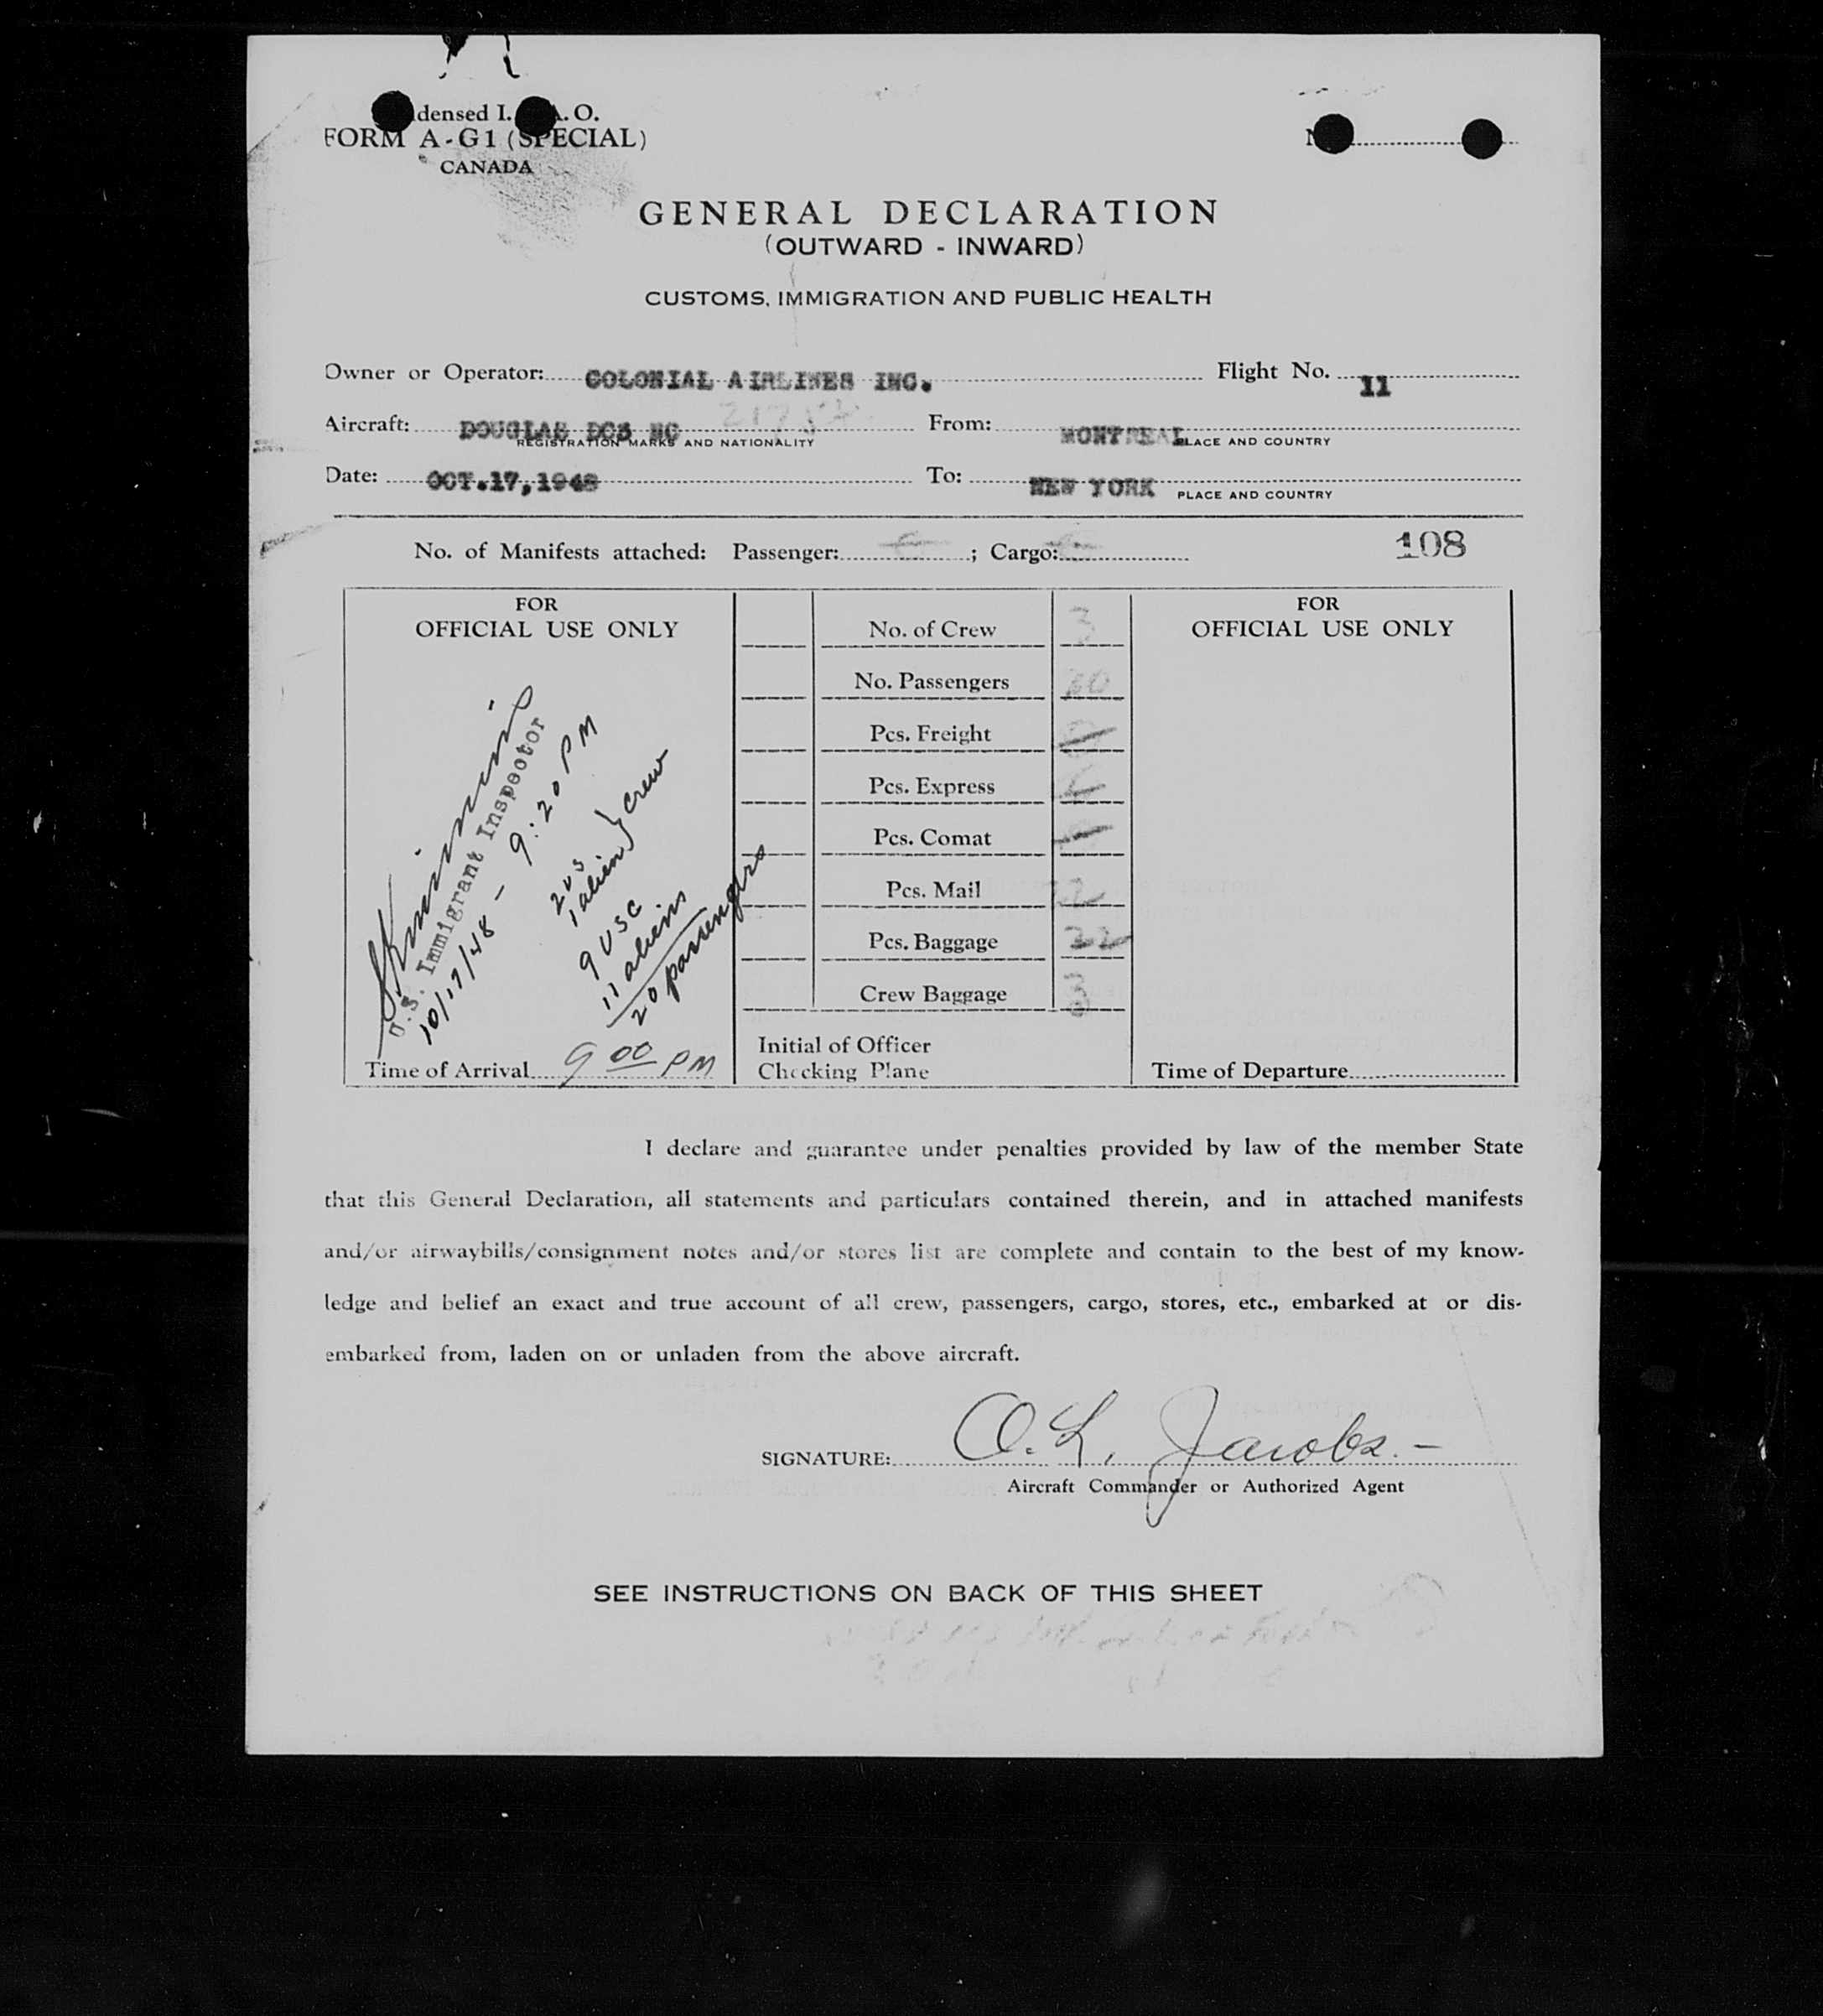 densed I. A.O.
FORM A-G1 (SPECIAL)
CANADA
GENERAL DECLARATION
(OUTWARD - INWARD)
CUSTOMS, IMMIGRATION AND PUBLIC HEALTH
Owner or Operator: COLONIAL AIRLINES INC. Flight No. 11
Aircraft: DOUGLAS DC3 NC From: MONTREAL
REGISTRATION MARKS AND NATIONALITY PLACE AND COUNTRY
Date: OCT.17,1948 To: NEW YORK
PLACE AND COUNTRY
No. of Manifests attached: Passenger: ; Cargo: 108
FOR
OFFICIAL USE ONLY
U.S. Immigrant Inspector
10/17/48 - 9:20 PM
2 US
1 alien } crew
9 USC
11 aliens
20 passengers
Time of Arrival 9 00 PM
No. of Crew 3
No. Passengers 20
Pcs. Freight
Pcs. Express
Pcs. Comat
Pcs. Mail
Pcs. Baggage 22
Crew Baggage 3
Initial of Officer
Checking Plane
FOR
OFFICIAL USE ONLY
Time of Departure
I declare and guarantee under penalties provided by law of the member State
that this General Declaration, all statements and particulars contained therein, and in attached manifests
and/or airwaybills/consignment notes and/or stores list are complete and contain to the best of my know-
ledge and belief an exact and true account of all crew, passengers, cargo, stores, etc., embarked at or dis-
embarked from, laden on or unladen from the above aircraft.
SIGNATURE: O. L. Jacobs. -
Aircraft Commander or Authorized Agent
SEE INSTRUCTIONS ON BACK OF THIS SHEET